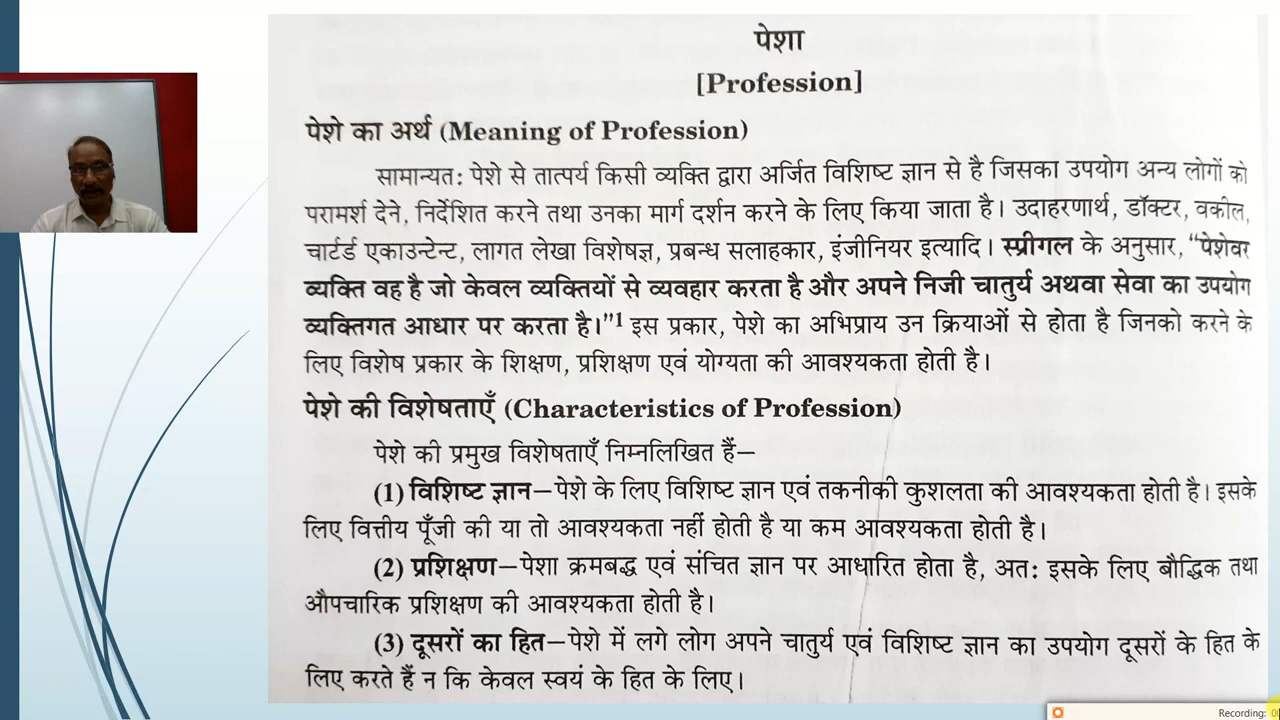 पेशा
[Profession]
पेशे का अर्थ (Meaning of Profession)
सामान्यतः पेशे से तात्पर्य किसी व्यक्ति द्वारा अर्जित विशिष्ट ज्ञान से है जिसका उपयोग अन्य लोगों को
परामर्श देने, निर्देशित करने तथा उनका मार्ग दर्शन करने के लिए किया जाता है। उदाहरणार्थ, डॉक्टर, वकील,
चार्टर्ड एकाउन्टेन्ट, लागत लेखा विशेषज्ञ, प्रबन्ध सलाहकार, इंजीनियर इत्यादि। स्प्रीगल के अनुसार, “पेशेवर
व्यक्ति वह है जो केवल व्यक्तियों से व्यवहार करता है और अपने निजी चातुर्य अथवा सेवा का उपयोग
व्यक्तिगत आधार पर करता है।”1 इस प्रकार, पेशे का अभिप्राय उन क्रियाओं से होता है जिनको करने के
लिए विशेष प्रकार के शिक्षण, प्रशिक्षण एवं योग्यता की आवश्यकता होती है।
पेशे की विशेषताएँ (Characteristics of Profession)
पेशे की प्रमुख विशेषताएँ निम्नलिखित हैं—
(1) विशिष्ट ज्ञान—पेशे के लिए विशिष्ट ज्ञान एवं तकनीकी कुशलता की आवश्यकता होती है। इसके
लिए वित्तीय पूँजी की या तो आवश्यकता नहीं होती है या कम आवश्यकता होती है।
(2) प्रशिक्षण—पेशा क्रमबद्ध एवं संचित ज्ञान पर आधारित होता है, अतः इसके लिए बौद्धिक तथा
औपचारिक प्रशिक्षण की आवश्यकता होती है।
(3) दूसरों का हित—पेशे में लगे लोग अपने चातुर्य एवं विशिष्ट ज्ञान का उपयोग दूसरों के हित के
लिए करते हैं न कि केवल स्वयं के हित के लिए।
Recording: